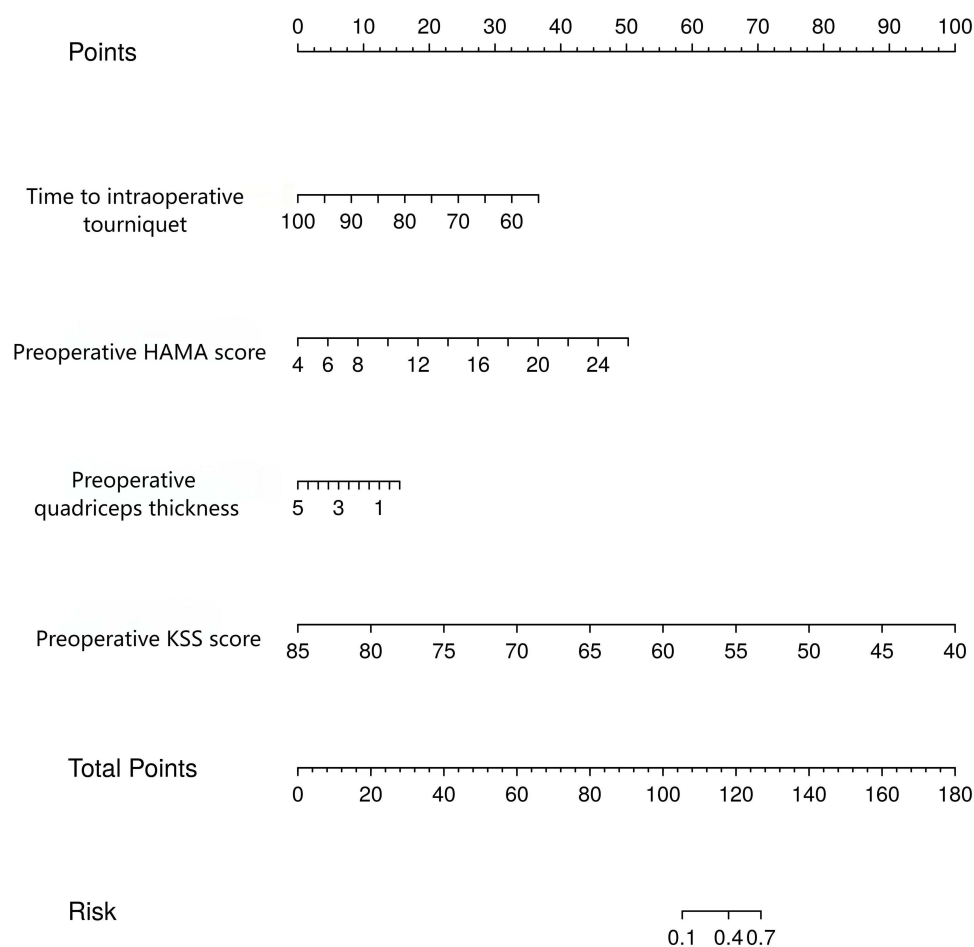 0 10 20 30 40 50 60 70 80 90 100
Points
Time to intraoperative
tourniquet
100 90 80 70 60
Preoperative HAMA score
4 6 8 12 16 20 24
Preoperative
quadriceps thickness
5 3 1
Preoperative KSS score
85 80 75 70 65 60 55 50 45 40
Total Points
0 20 40 60 80 100 120 140 160 180
Risk
0.1 0.4 0.7